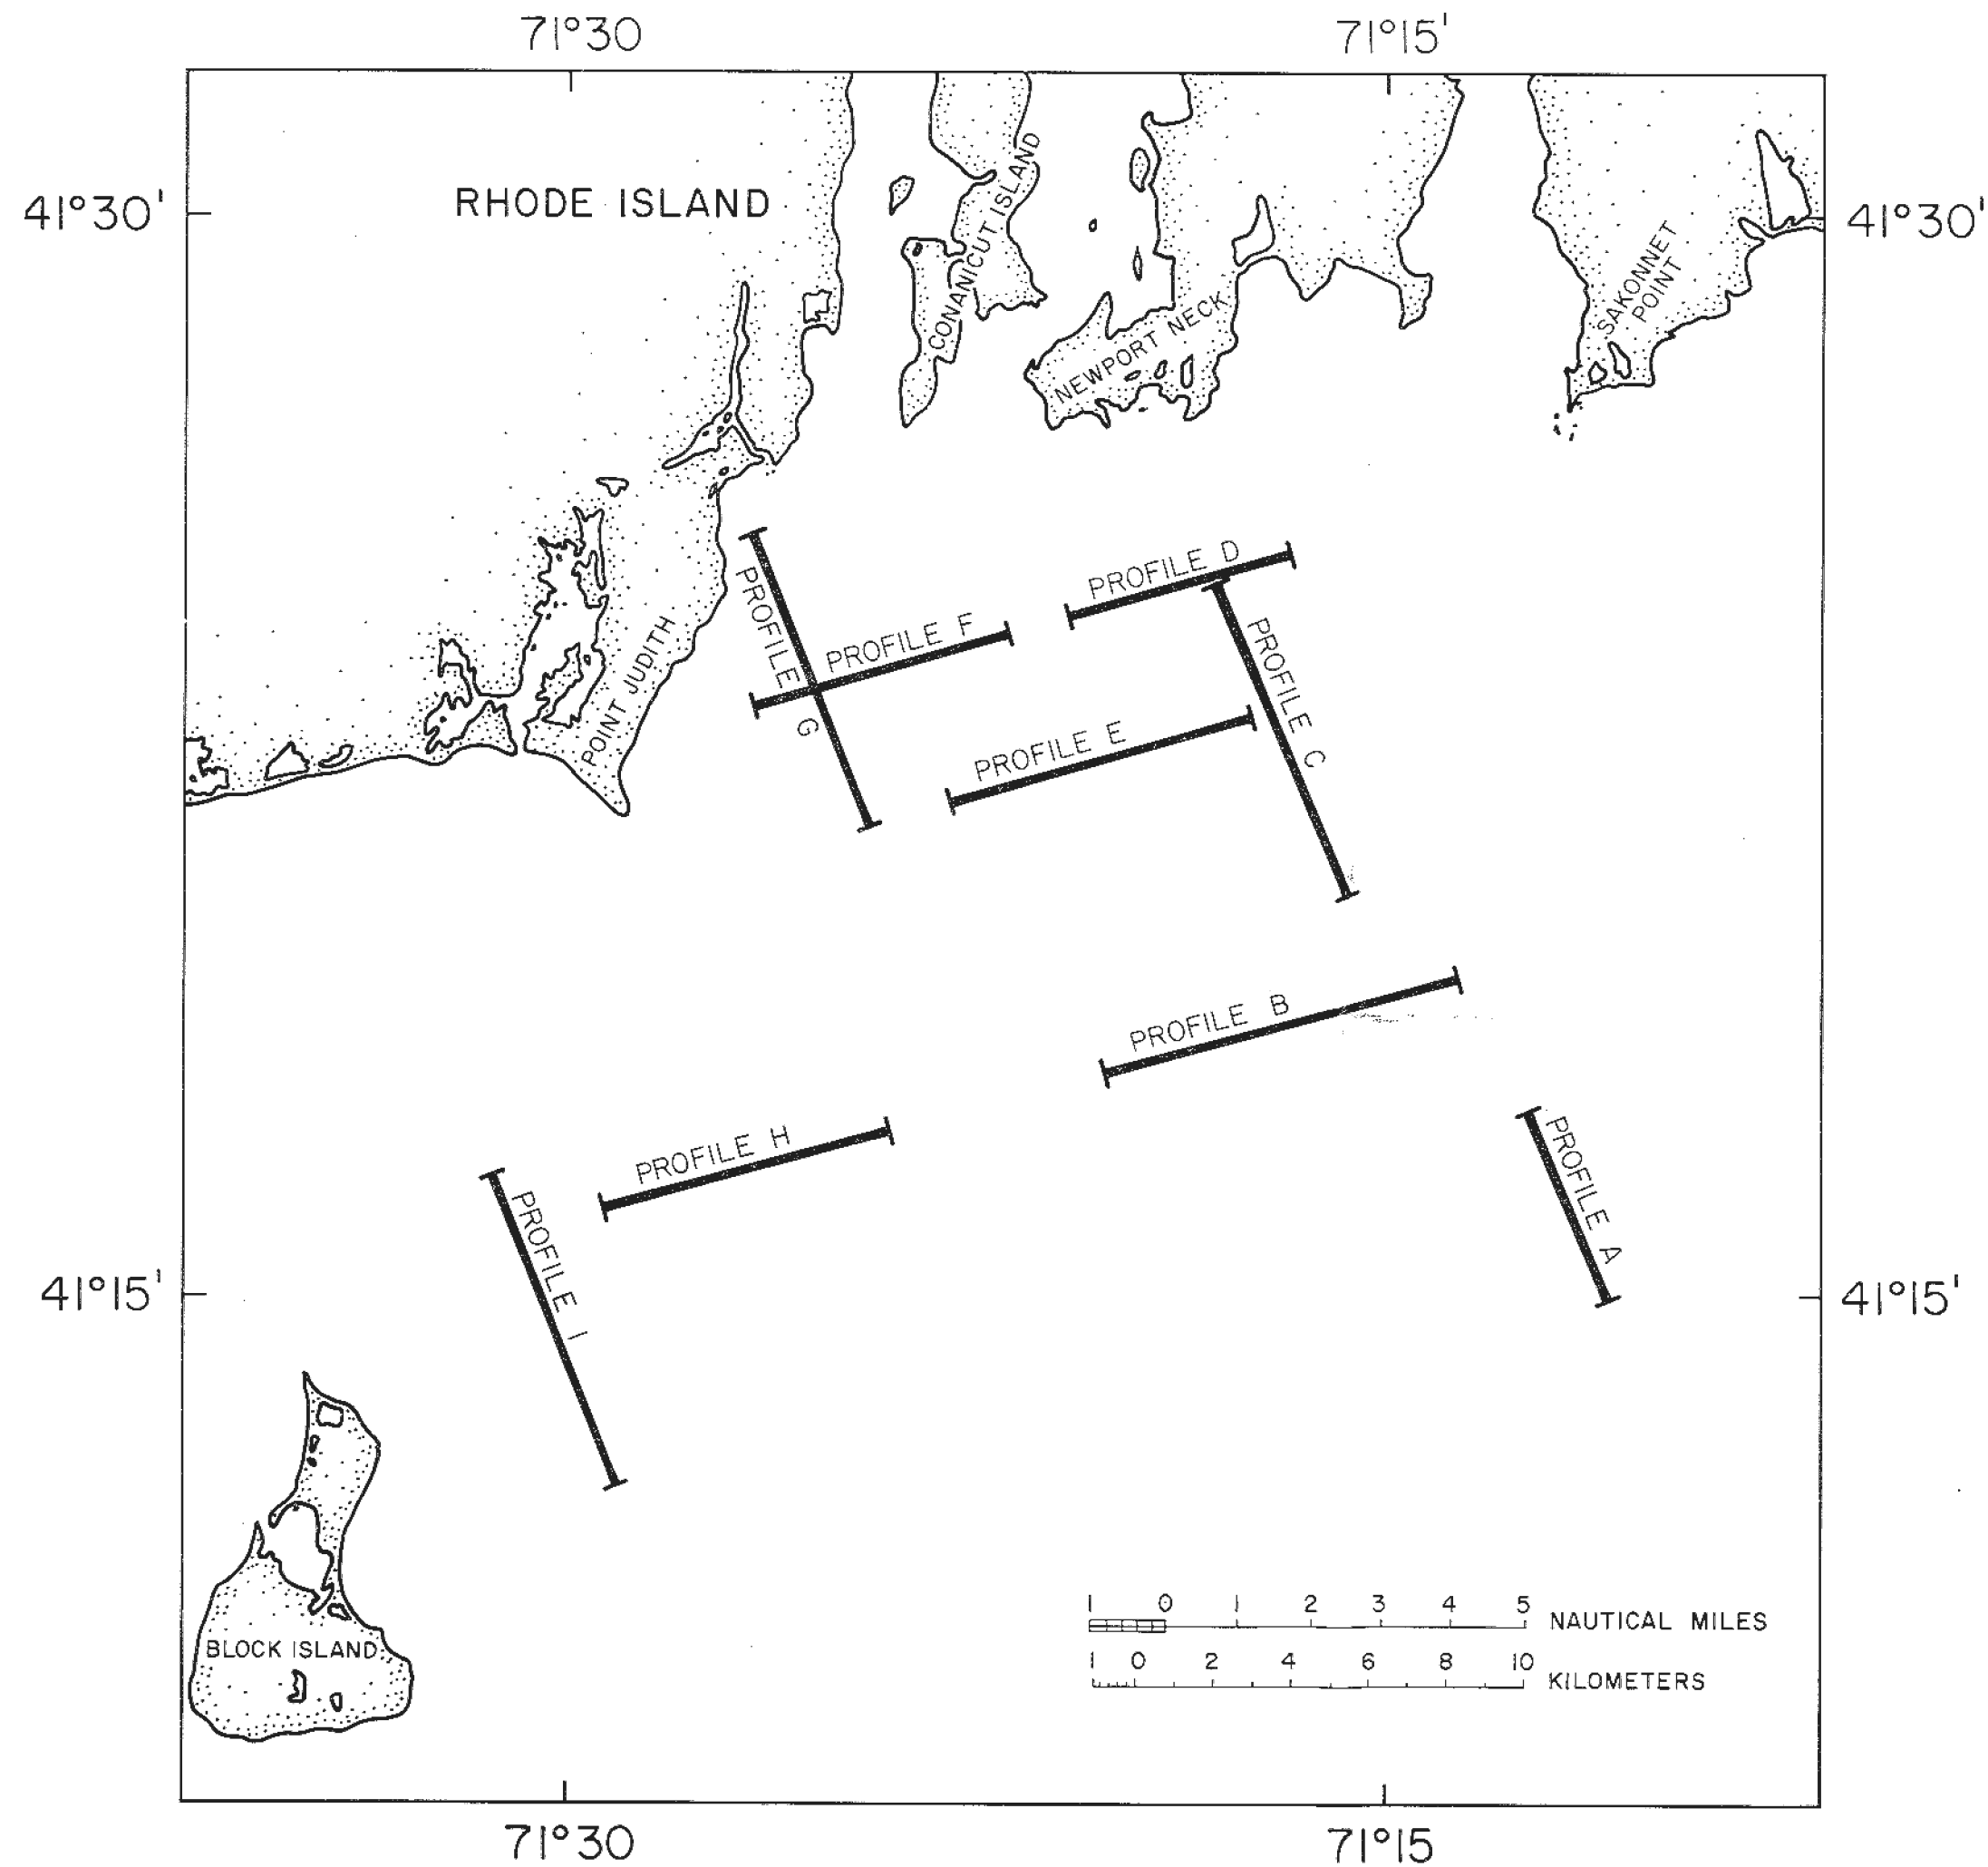 71°30
71°15'
41°30'
41°30'
RHODE ISLAND
CONANICUT ISLAND
NEWPORT NECK
SAKONNET
POINT
POINT JUDITH
PROFILE D
PROFILE G
PROFILE F
PROFILE C
PROFILE E
PROFILE B
PROFILE H
PROFILE A
PROFILE I
41°15'
41°15'
BLOCK ISLAND
1 0 1 2 3 4 5 NAUTICAL MILES
1 0 2 4 6 8 10 KILOMETERS
71°30
71°15